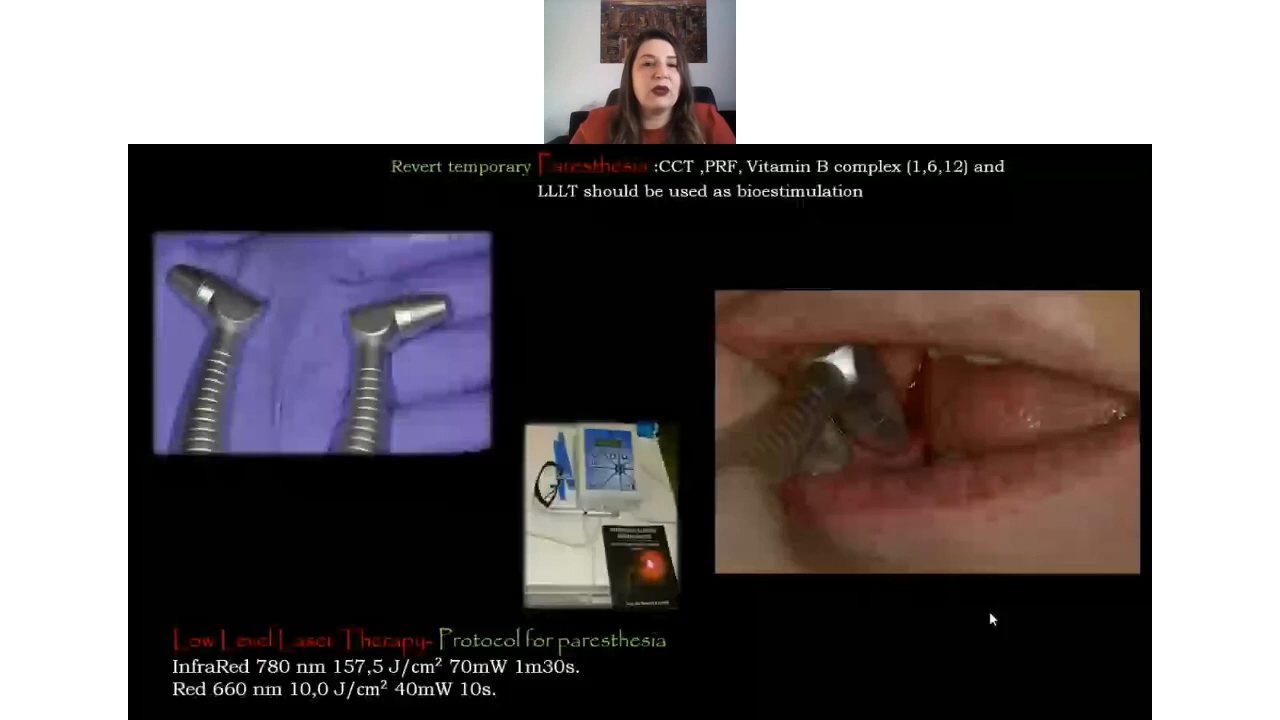 Revert temporary Paresthesia :CCT ,PRF, Vitamin B complex (1,6,12) and
LLLT should be used as bioestimulation
Low Level Laser Therapy- Protocol for paresthesia
InfraRed 780 nm 157,5 J/cm² 70mW 1m30s.
Red 660 nm 10,0 J/cm² 40mW 10s.